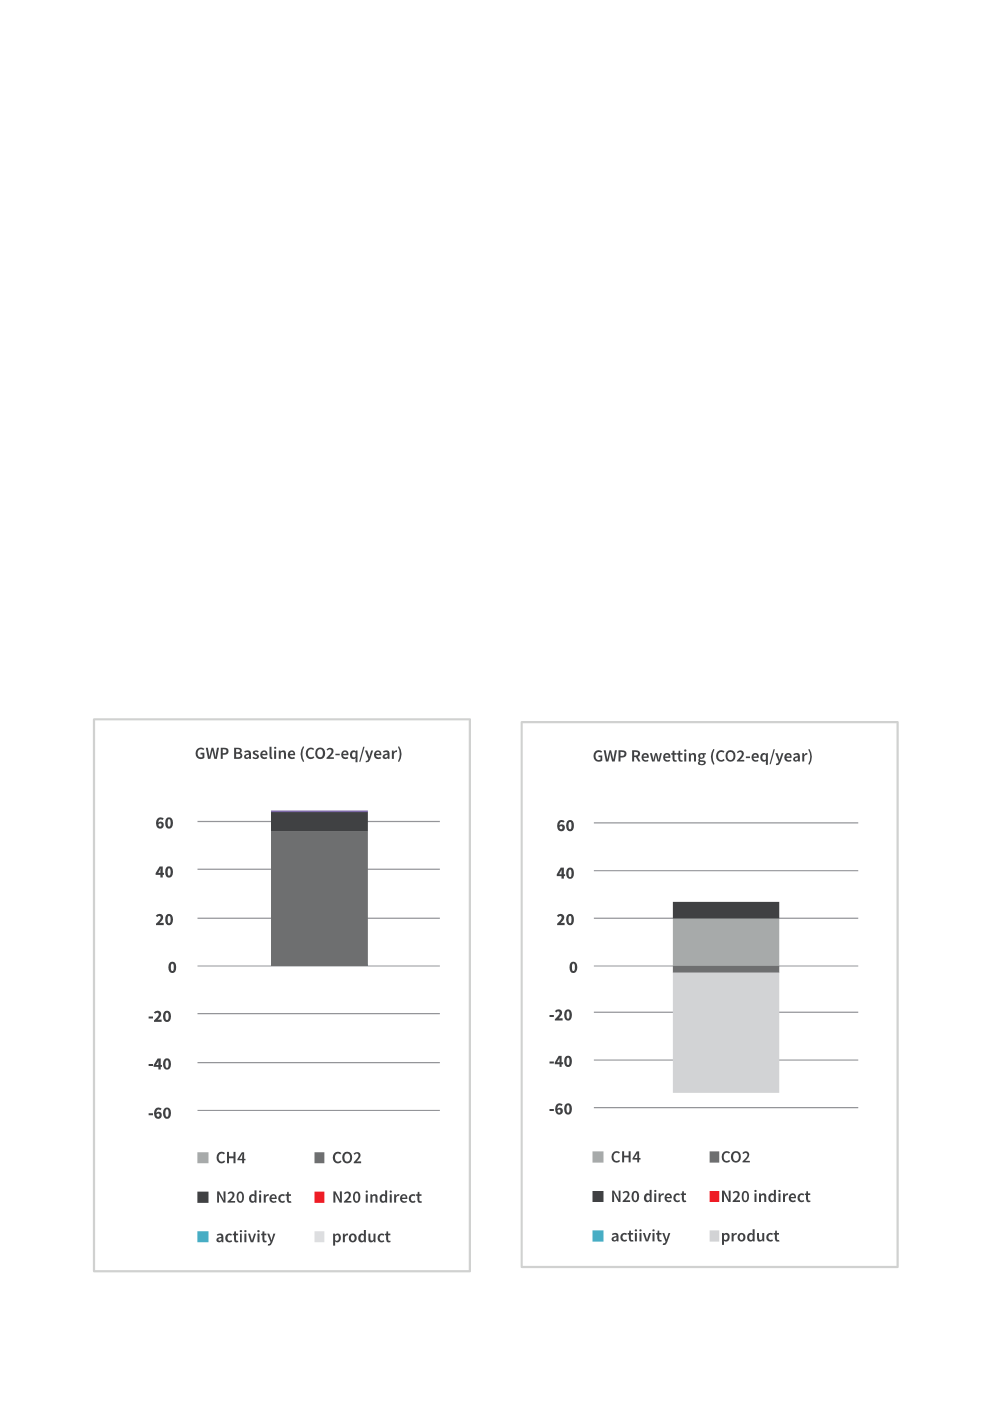 GWP Baseline (CO2-eq/year)
60
40
20
0
-20
-40
-60
CH4 CO2
N20 direct N20 indirect
actiivity product
GWP Rewetting (CO2-eq/year)
60
40
20
0
-20
-40
-60
CH4 CO2
N20 direct N20 indirect
actiivity product